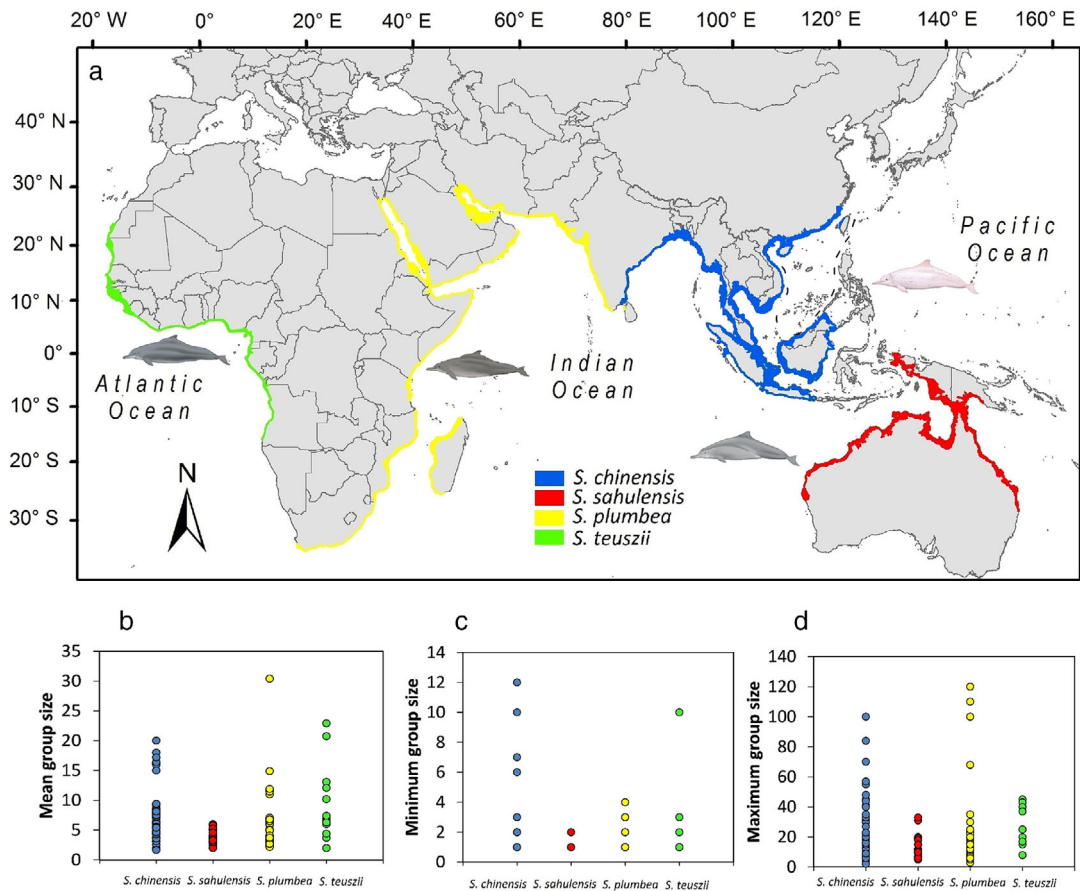 20° W 0° 20° E 40° E 60° E 80° E 100° E 120° E 140° E 160° E
a
40° N
30° N
20° N
10° N
0°
10° S
20° S
30° S
Pacific
Ocean
Indian
Ocean
Atlantic
Ocean
N
S. chinensis
S. sahulensis
S. plumbea
S. teuszii
b
Mean group size
35
30
25
20
15
10
5
0
S. chinensis S. sahulensis S. plumbea S. teuszii
c
Minimum group size
14
12
10
8
6
4
2
0
S. chinensis S. sahulensis S. plumbea S. teuszii
d
Maximum group size
140
120
100
80
60
40
20
0
S. chinensis S. sahulensis S. plumbea S. teuszii